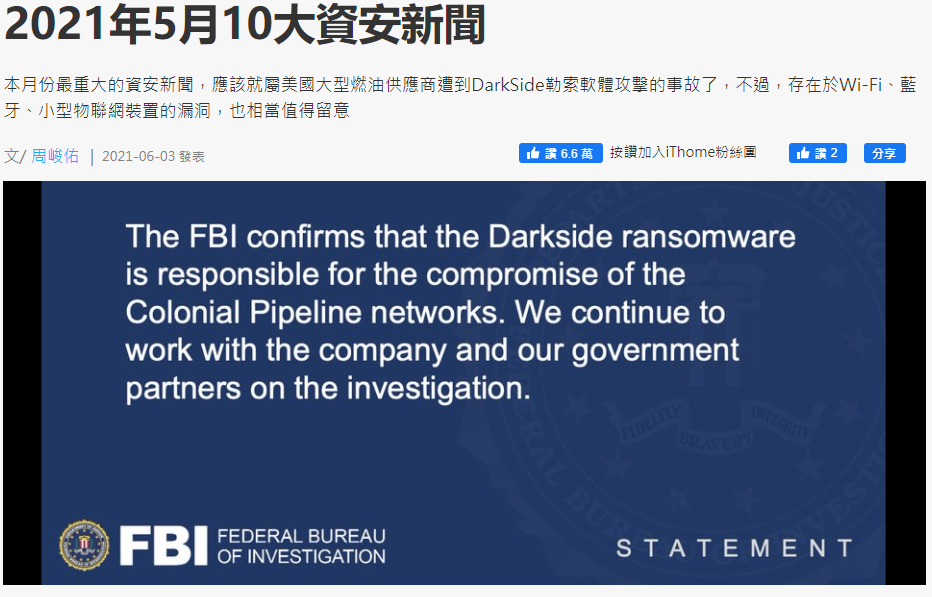 2021年5月10大資安新聞
本月份最重大的資安新聞，應該就屬美國大型燃油供應商遭到DarkSide勒索軟體攻擊的事故了，不過，存在於Wi-Fi、藍
牙、小型物聯網裝置的漏洞，也相當值得留意
文/ 周峻佑 | 2021-06-03 發表
讚 6.6 萬 按讚加入iThome粉絲團 讚 2 分享
The FBI confirms that the Darkside ransomware
is responsible for the compromise of the
Colonial Pipeline networks. We continue to
work with the company and our government
partners on the investigation.
FIDELITY BRAVERY INTEGRITY
FBI FEDERAL BUREAU
OF INVESTIGATION
STATEMENT